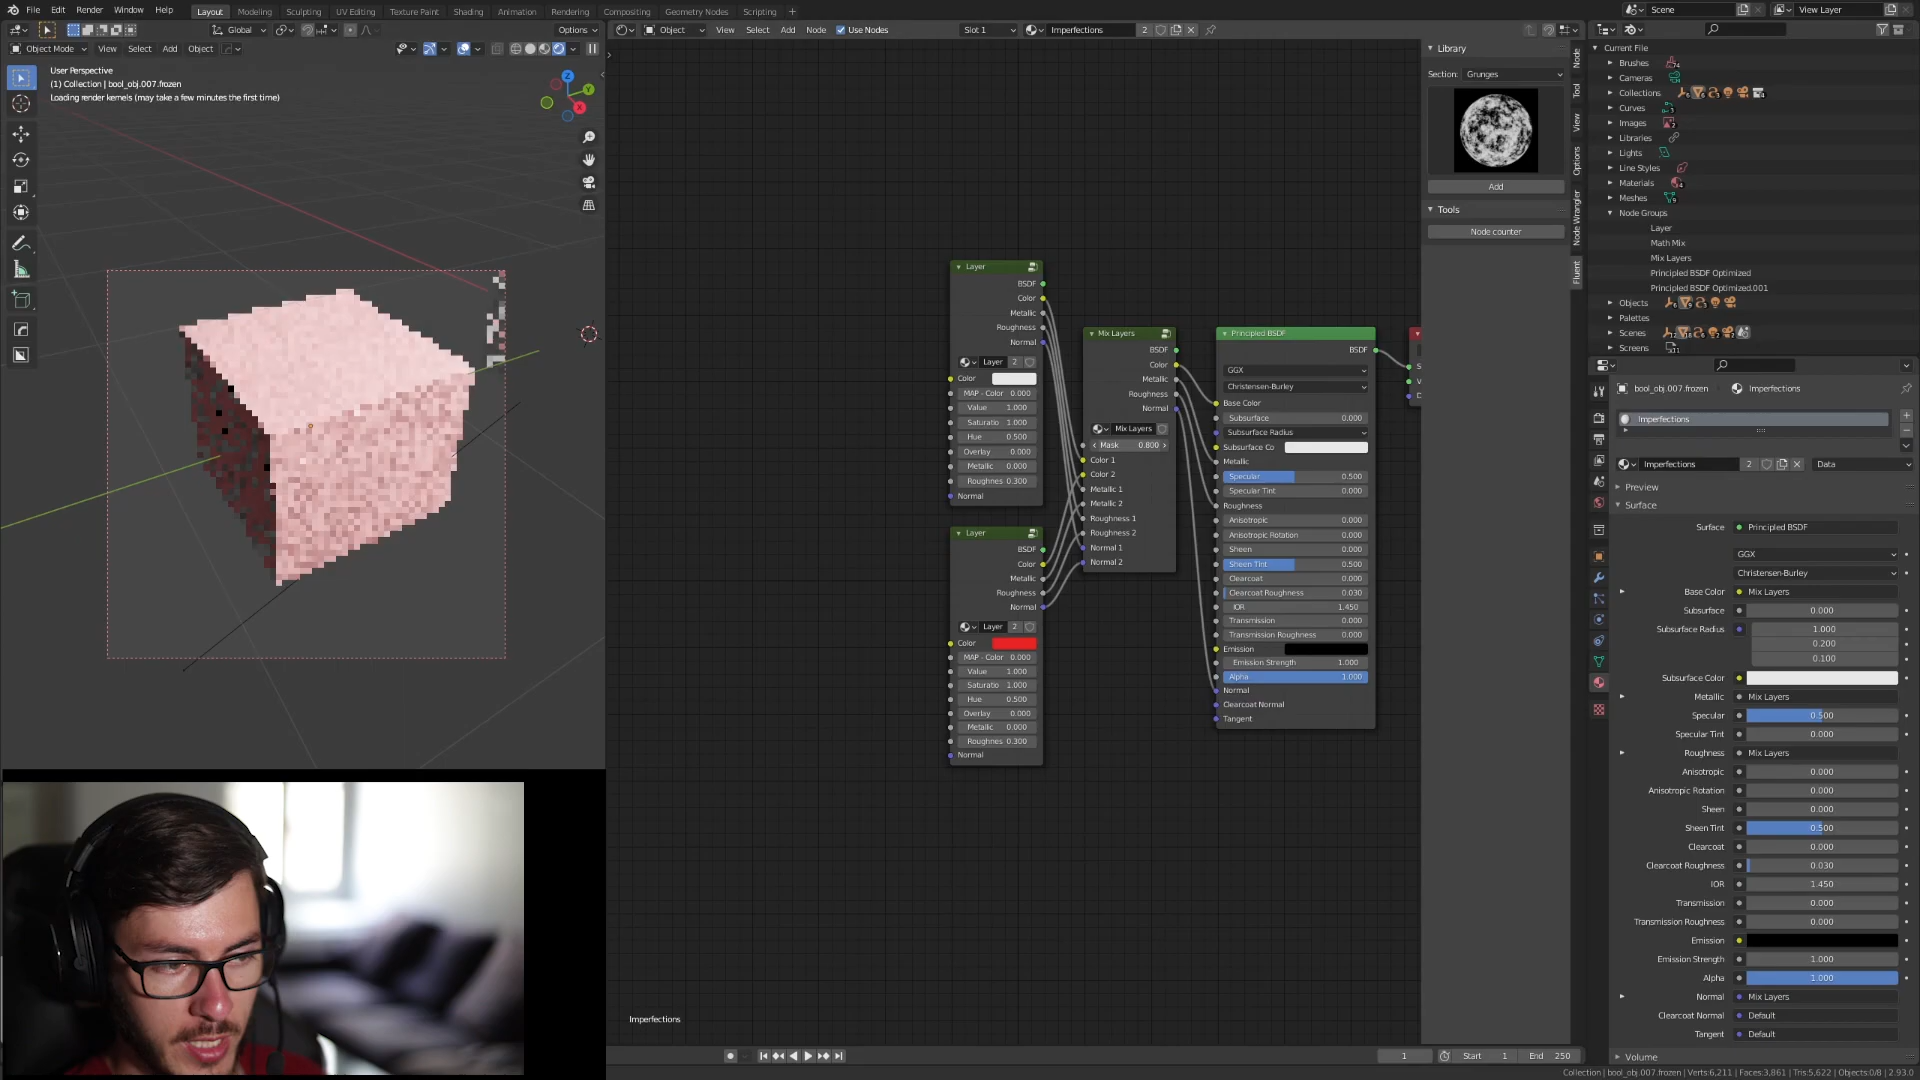 File Edit Render Window Help
Layout Modeling Sculpting UV Editing Texture Paint Shading Animation Rendering Compositing Geometry Nodes Scripting
Scene
View Layer
Global
Options
Object
View Select Add Node Use Nodes
Slot 1
Imperfections 2
Object Mode View Select Add Object
User Perspective
(1) Collection | bool_obj.007.frozen
Loading render kernels (may take a few minutes the first time)
Z
Y
X
Library
Section: Grunges
Add
Tools
Node counter
Node
Tool
View
Options
Node Wrangler
Fluent
Current File
Brushes
Cameras
Collections
Curves
Images
Libraries
Lights
Line Styles
Materials
Meshes
Node Groups
Layer
Math Mix
Mix Layers
Principled BSDF Optimized
Principled BSDF Optimized.001
Objects
Palettes
Scenes
Screens
Layer
BSDF
Color
Metallic
Roughness
Normal
Layer 2
Color
MAP - Color 0.000
Value 1.000
Saturatio 1.000
Hue 0.500
Overlay 0.000
Metallic 0.000
Roughnes 0.300
Normal
Layer
BSDF
Color
Metallic
Roughness
Normal
Layer 2
Color
MAP - Color 0.000
Value 1.000
Saturatio 1.000
Hue 0.500
Overlay 0.000
Metallic 0.000
Roughnes 0.300
Normal
Mix Layers
BSDF
Color
Metallic
Roughness
Normal
Mix Layers
Mask 0.800
Color 1
Color 2
Metallic 1
Metallic 2
Roughness 1
Roughness 2
Normal 1
Normal 2
Principled BSDF
BSDF
GGX
Christensen-Burley
Base Color
Subsurface 0.000
Subsurface Radius
Subsurface Co
Metallic
Specular 0.500
Specular Tint 0.000
Roughness
Anisotropic 0.000
Anisotropic Rotation 0.000
Sheen 0.000
Sheen Tint 0.500
Clearcoat 0.000
Clearcoat Roughness 0.030
IOR 1.450
Transmission 0.000
Transmission Roughness 0.000
Emission
Emission Strength 1.000
Alpha 1.000
Normal
Clearcoat Normal
Tangent
bool_obj.007.frozen Imperfections
Imperfections
Imperfections 2 Data
Preview
Surface
Surface Principled BSDF
GGX
Christensen-Burley
Base Color Mix Layers
Subsurface 0.000
Subsurface Radius 1.000
0.200
0.100
Subsurface Color
Metallic Mix Layers
Specular 0.500
Specular Tint 0.000
Roughness Mix Layers
Anisotropic 0.000
Anisotropic Rotation 0.000
Sheen 0.000
Sheen Tint 0.500
Clearcoat 0.000
Clearcoat Roughness 0.030
IOR 1.450
Transmission 0.000
Transmission Roughness 0.000
Emission
Emission Strength 1.000
Alpha 1.000
Normal Mix Layers
Clearcoat Normal Default
Tangent Default
Volume
Imperfections
1 Start 1 End 250
Collection | bool_obj.007.frozen | Verts:6,211 | Faces:3,861 | Tris:5,622 | Objects:0/8 | 2.93.0